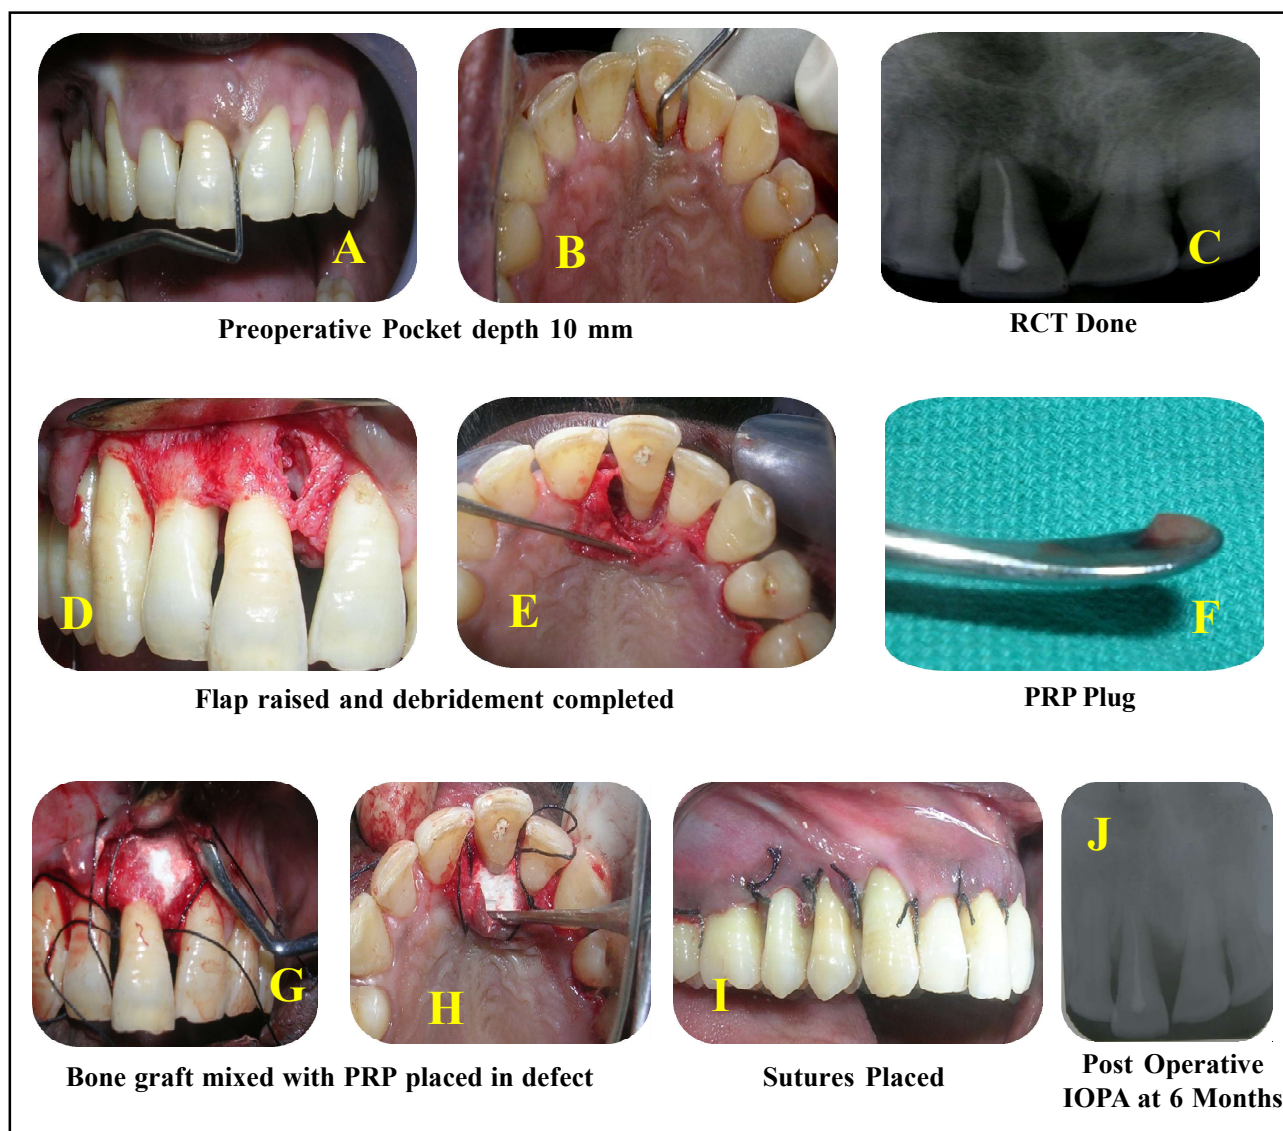 A
B
C
Preoperative Pocket depth 10 mm
RCT Done
D
E
F
Flap raised and debridement completed
PRP Plug
G
H
I
J
Bone graft mixed with PRP placed in defect
Sutures Placed
Post Operative
IOPA at 6 Months